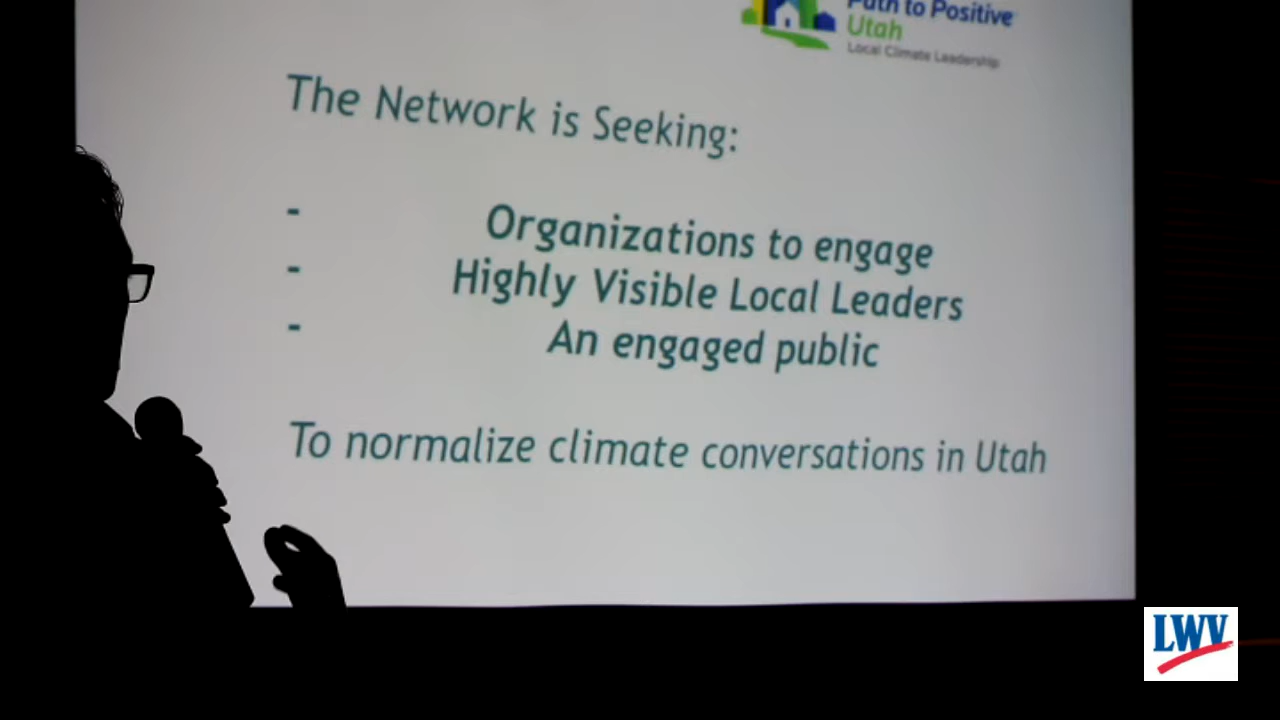 Path to Positive
Utah
Local Climate Leadership
The Network is Seeking:
- Organizations to engage
- Highly Visible Local Leaders
- An engaged public
To normalize climate conversations in Utah
LWV